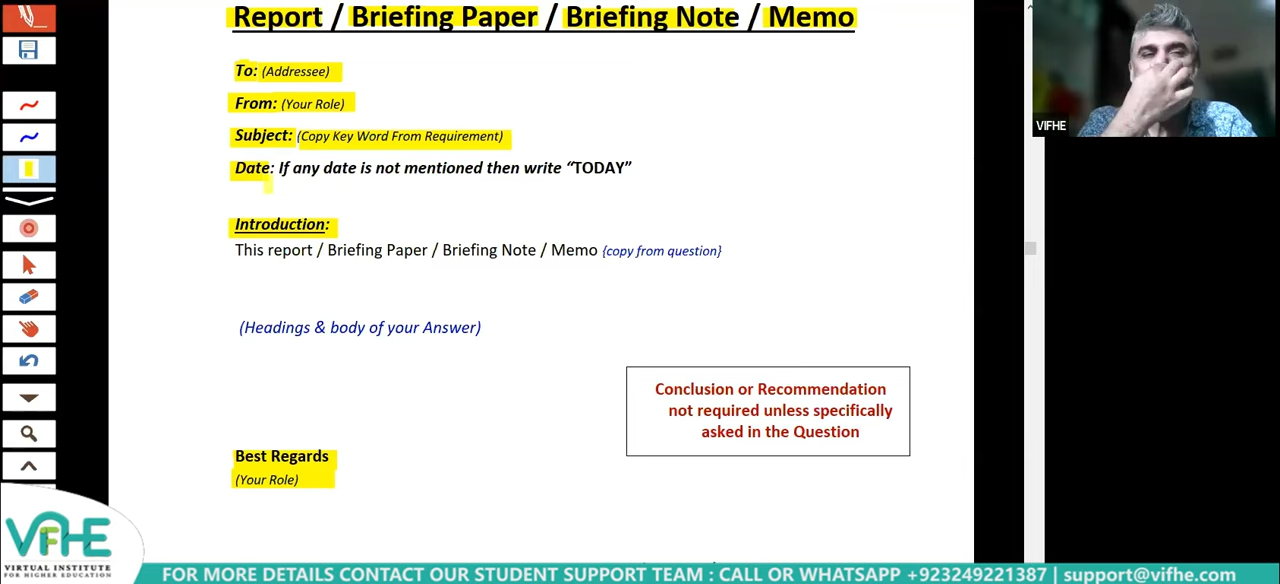 Report / Briefing Paper / Briefing Note / Memo
To: (Addressee)
From: (Your Role)
Subject: (Copy Key Word From Requirement)
Date: If any date is not mentioned then write “TODAY”
Introduction:
This report / Briefing Paper / Briefing Note / Memo {copy from question}
(Headings & body of your Answer)
Conclusion or Recommendation
not required unless specifically
asked in the Question
Best Regards
(Your Role)
VIFHE
VIFHE
VIRTUAL INSTITUTE
FOR HIGHER EDUCATION
FOR MORE DETAILS CONTACT OUR STUDENT SUPPORT TEAM : CALL OR WHATSAPP +923249221387 | support@vifhe.com